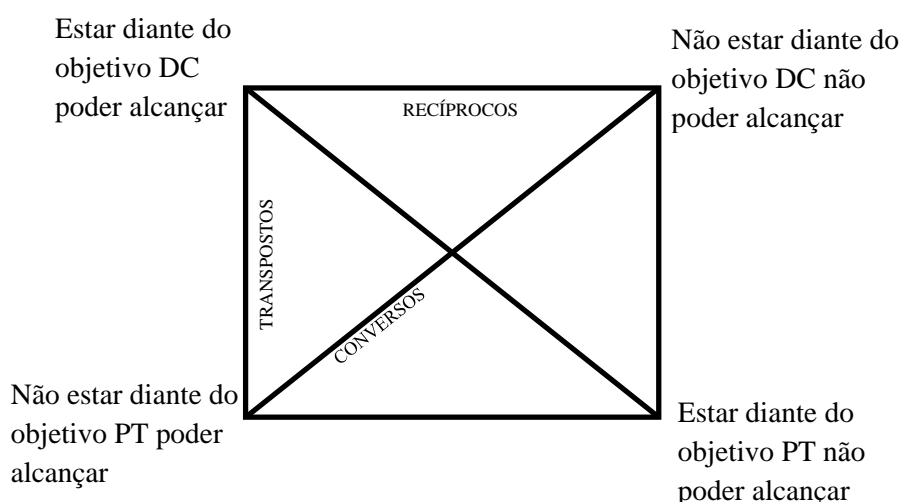 Estar diante do
objetivo DC
poder alcançar
Não estar diante do
objetivo DC não
poder alcançar
RECÍPROCOS
TRANSPOSTOS
CONVERSOS
Não estar diante do
objetivo PT poder
alcançar
Estar diante do
objetivo PT não
poder alcançar